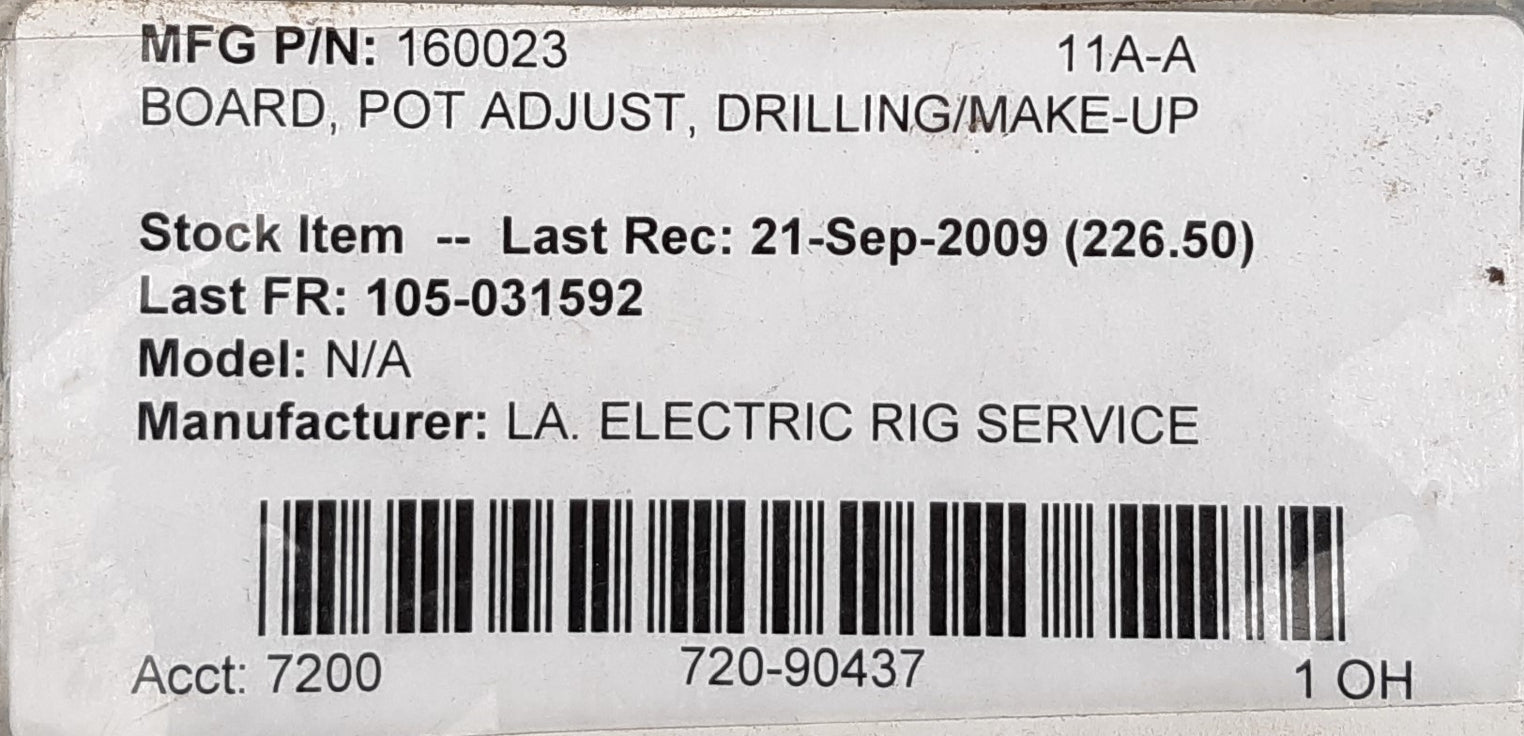 MFG P/N: 160023 11A-A
BOARD, POT ADJUST, DRILLING/MAKE-UP
Stock Item -- Last Rec: 21-Sep-2009 (226.50)
Last FR: 105-031592
Model: N/A
Manufacturer: LA. ELECTRIC RIG SERVICE
Acct: 7200 720-90437 1 OH